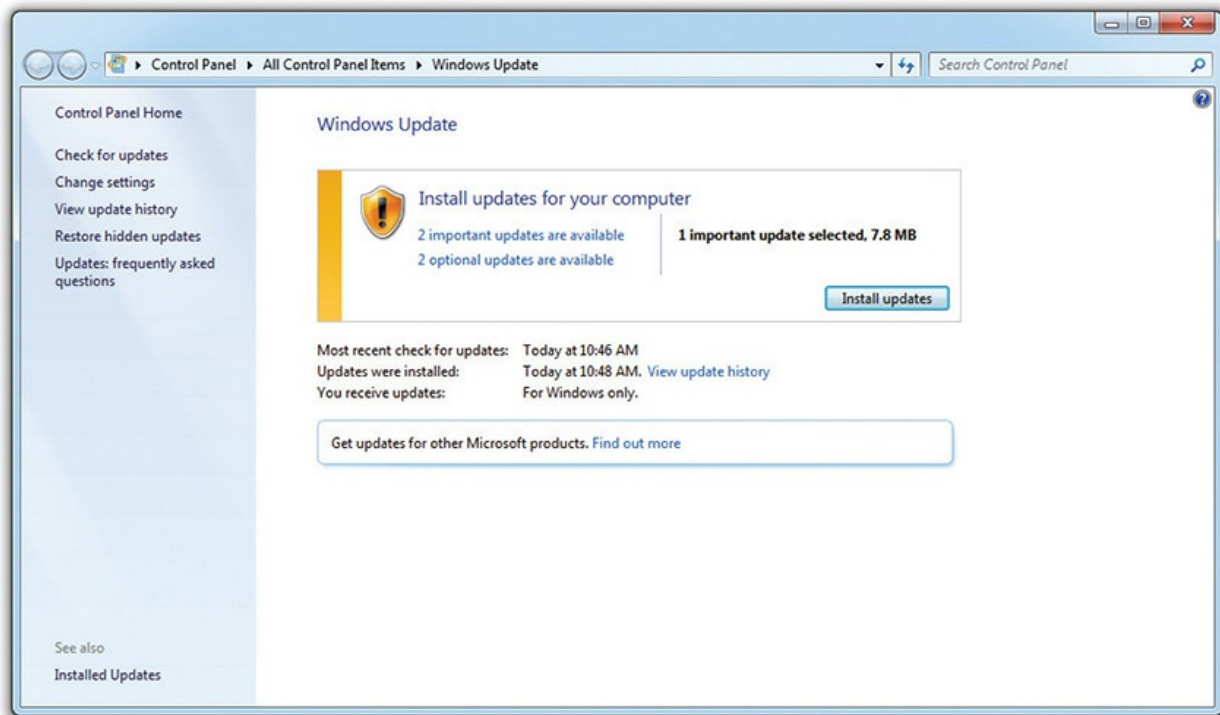 Control Panel ▸ All Control Panel Items ▸ Windows Update
Search Control Panel
Control Panel Home
Check for updates
Change settings
View update history
Restore hidden updates
Updates: frequently asked
questions
See also
Installed Updates
Windows Update
Install updates for your computer
2 important updates are available
2 optional updates are available
1 important update selected, 7.8 MB
Install updates
Most recent check for updates: Today at 10:46 AM
Updates were installed: Today at 10:48 AM. View update history
You receive updates: For Windows only.
Get updates for other Microsoft products. Find out more